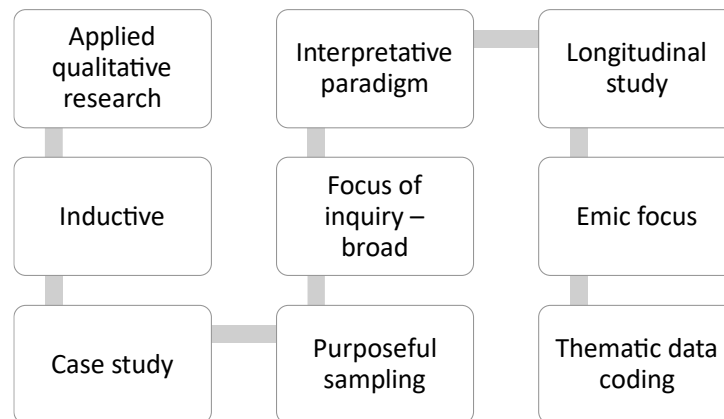 Applied
qualitative
research
Inductive
Case study
Purposeful
sampling
Focus of
inquiry –
broad
Interpretative
paradigm
Longitudinal
study
Emic focus
Thematic data
coding